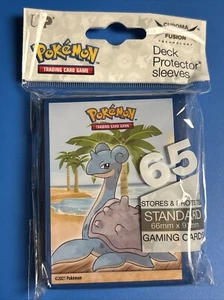 UP
POKÉMON
TRADING CARD GAME
CHROMA
FUSION
TECHNOLOGY
Deck
Protector
sleeves
POKÉMON
TRADING CARD GAME
65
STORES & PROTECTS
STANDARD
66mm x 91mm
GAMING CARDS
©2021 Pokémon